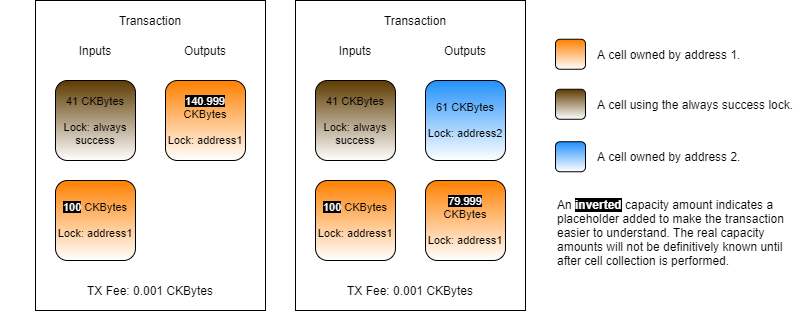 Transaction
Inputs
Outputs
41 CKBytes
Lock: always
success
140.999
CKBytes
Lock: address1
100 CKBytes
Lock: address1
TX Fee: 0.001 CKBytes
Transaction
Inputs
Outputs
41 CKBytes
Lock: always
success
61 CKBytes
Lock: address2
100 CKBytes
Lock: address1
79.999
CKBytes
Lock: address1
TX Fee: 0.001 CKBytes
A cell owned by address 1.
A cell using the always success lock.
A cell owned by address 2.
An inverted capacity amount indicates a
placeholder added to make the transaction
easier to understand. The real capacity
amounts will not be definitively known until
after cell collection is performed.